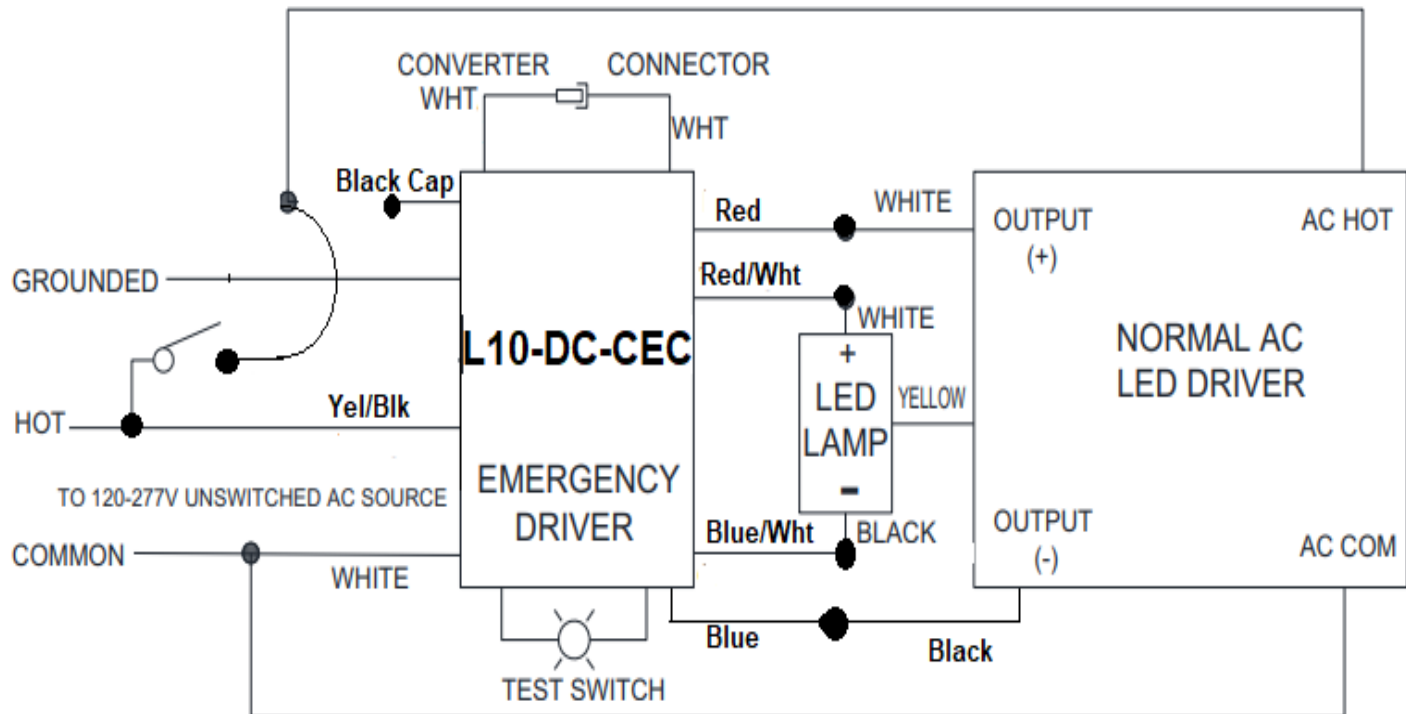 CONVERTER
WHT
CONNECTOR
WHT
Black Cap
GROUNDED
HOT
Yel/Blk
TO 120-277V UNSWITCHED AC SOURCE
COMMON
WHITE
L10-DC-CEC
EMERGENCY
DRIVER
TEST SWITCH
Red
WHITE
Red/Wht
WHITE
+
LED
LAMP
-
YELLOW
Blue/Wht
BLACK
Blue
Black
OUTPUT
(+)
AC HOT
NORMAL AC
LED DRIVER
OUTPUT
(-)
AC COM